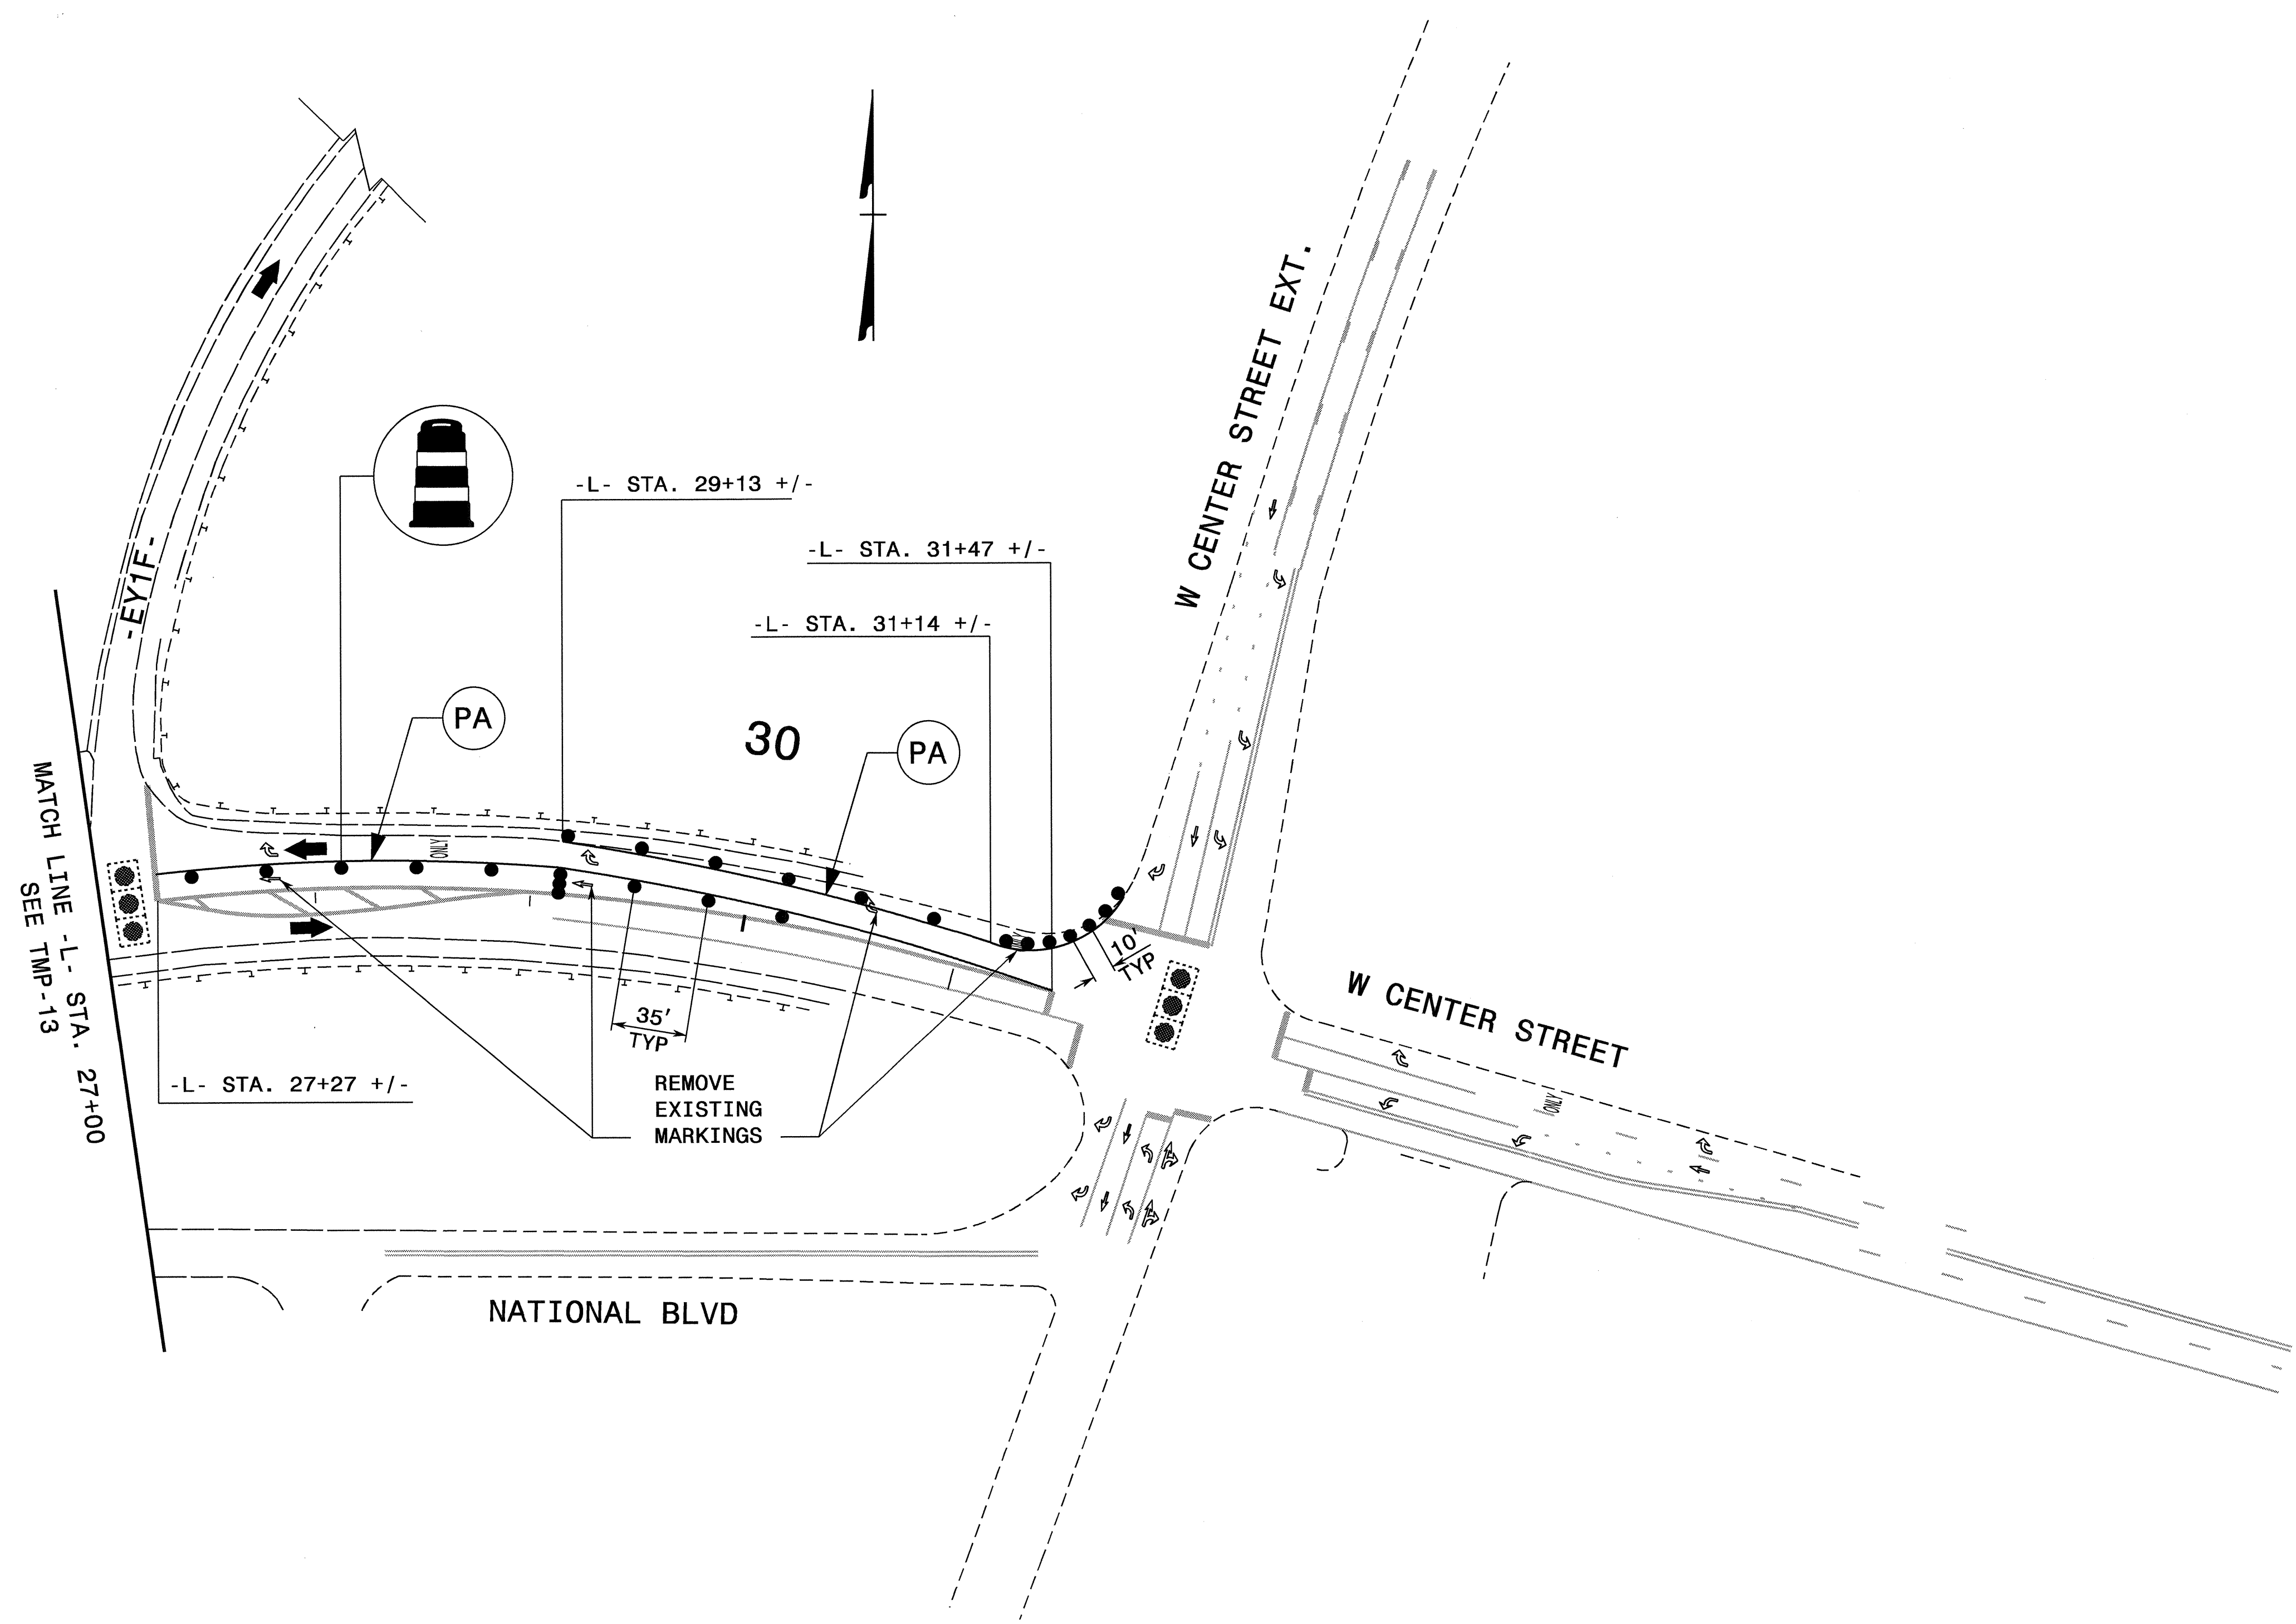 W CENTER STREET EXT.
-L- STA. 29+13 +/-
-L- STA. 31+47 +/-
-EY1F-
-L- STA. 31+14 +/-
PA
30
PA
MATCH LINE -L- STA. 27+00
SEE TMP-13
ONLY
10'
TYP
W CENTER STREET
35'
TYP
-L- STA. 27+27 +/-
REMOVE
EXISTING
MARKINGS
ONLY
NATIONAL BLVD